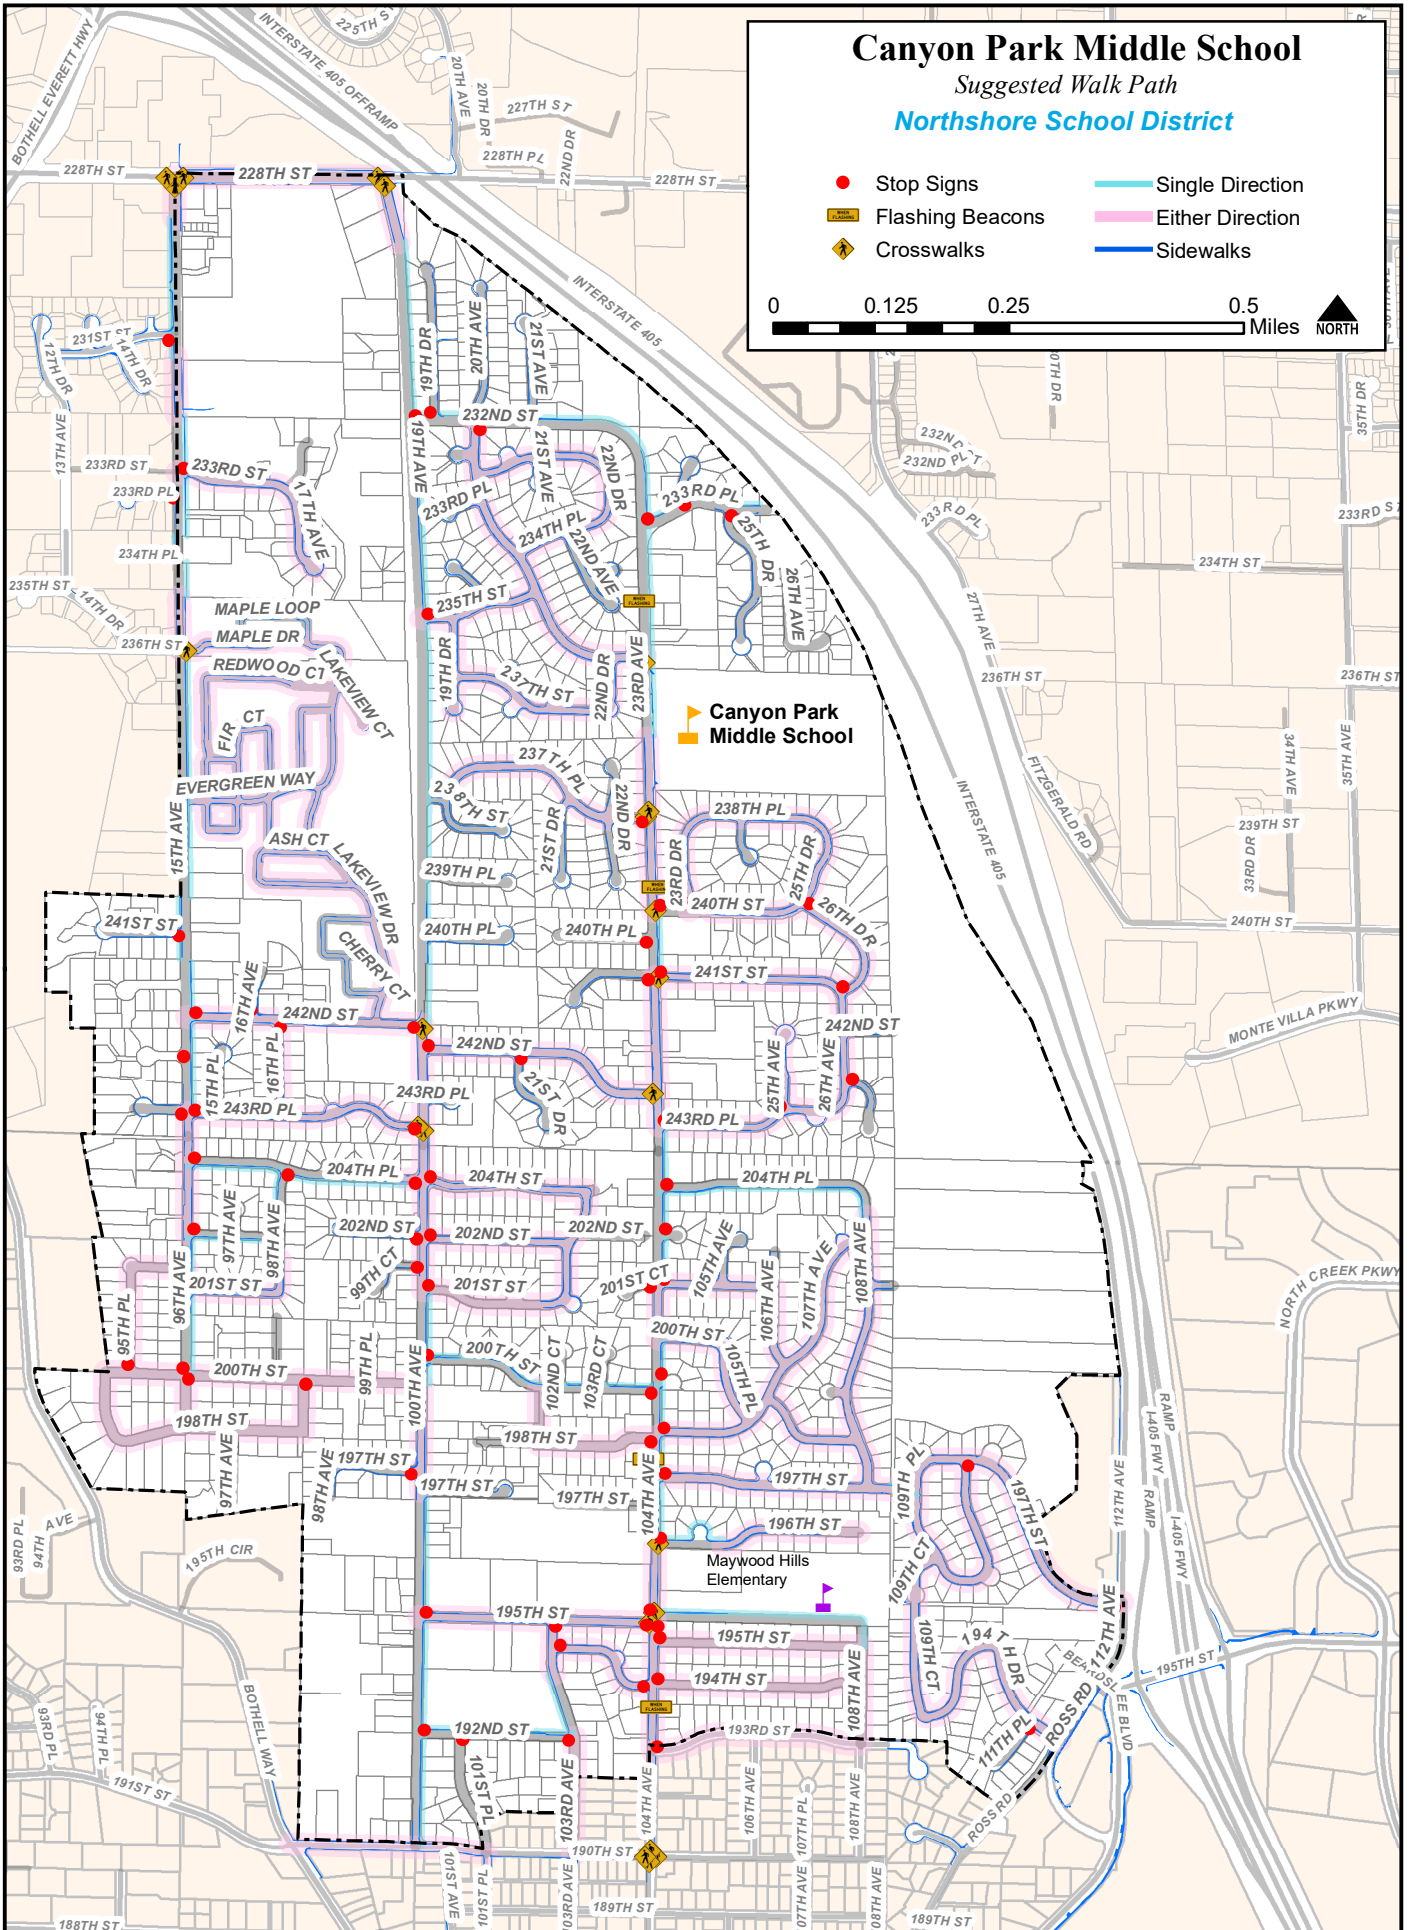 Canyon Park Middle School
Suggested Walk Path
Northshore School District
Stop Signs
Flashing Beacons
Crosswalks
Single Direction
Either Direction
Sidewalks
0
0.125
0.25
0.5
Miles
NORTH
BOTHELL EVERETT HWY
225TH ST
INTERSTATE 405 OFFRAMP
20TH AVE
20TH DR
227TH ST
228TH PL
22ND DR
228TH ST
228TH ST
228TH ST
INTERSTATE 405
231ST ST
14TH DR
12TH DR
13TH AVE
19TH DR
20TH AVE
21ST AVE
232ND ST
19TH AVE
21ST AVE
22ND DR
233RD ST
233RD ST
233RD PL
17TH AVE
233RD PL
234TH PL
22ND AVE
233RD PL
25TH DR
26TH AVE
234TH PL
235TH ST
14TH DR
236TH ST
235TH ST
19TH DR
237TH ST
22ND DR
23RD AVE
MAPLE LOOP
MAPLE DR
REDWOOD CT
LAKEVIEW CT
FIR CT
EVERGREEN WAY
ASH CT
LAKEVIEW DR
CHERRY CT
15TH AVE
Canyon Park
Middle School
232ND CT
232ND PL
233RD PL
35TH DR
233RD ST
234TH ST
27TH AVE
236TH ST
236TH ST
34TH AVE
35TH AVE
FITZGERALD RD
239TH ST
33RD DR
240TH ST
INTERSTATE 405
MONTE VILLA PKWY
237TH PL
238TH ST
21ST DR
22ND DR
238TH PL
23RD DR
25TH DR
239TH PL
240TH ST
26TH DR
240TH PL
240TH PL
241ST ST
241ST ST
16TH AVE
242ND ST
16TH PL
15TH PL
243RD PL
242ND ST
21ST DR
243RD PL
242ND ST
25TH AVE
26TH AVE
243RD PL
204TH PL
204TH ST
204TH PL
97TH AVE
98TH AVE
202ND ST
202ND ST
202ND ST
99TH CT
201ST ST
201ST ST
201ST CT
105TH AVE
106TH AVE
107TH AVE
108TH AVE
96TH AVE
95TH PL
200TH ST
99TH PL
100TH AVE
200TH ST
102ND CT
103RD CT
200TH ST
105TH PL
198TH ST
97TH AVE
98TH AVE
197TH ST
197TH ST
198TH ST
197TH ST
104TH AVE
197TH ST
196TH ST
109TH PL
197TH ST
109TH CT
109TH CT
194TH DR
111TH PL
Maywood Hills
Elementary
93RD PL
94TH AVE
195TH CIR
195TH ST
195TH ST
194TH ST
108TH AVE
193RD ST
192ND ST
101ST PL
103RD AVE
104TH AVE
106TH AVE
107TH PL
108TH AVE
ROSS RD
ROSS RD
BEARDSLEE BLVD
112TH AVE
112TH AVE
195TH ST
RAMP
I-405 FWY
RAMP
I-405 FWY
NORTH CREEK PKWY
93RD PL
94TH PL
BOTHELL WAY
191ST ST
190TH ST
101ST AVE
101ST PL
03RD AVE
189TH ST
07TH AVE
08TH AVE
189TH ST
188TH ST